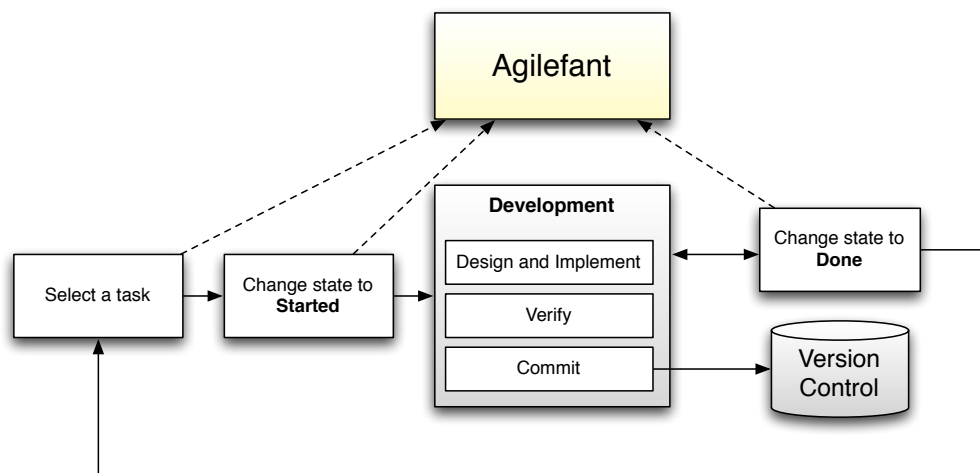 Agilefant
Development
Design and Implement
Verify
Commit
Select a task
Change state to
Started
Change state to
Done
Version
Control